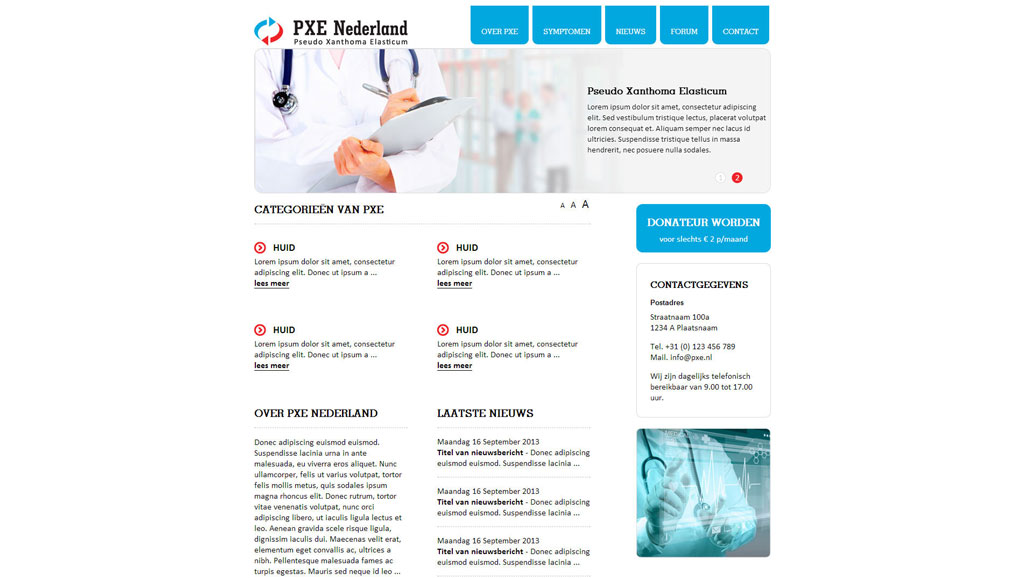 PXE Nederland
Pseudo Xanthoma Elasticum
OVER PXE
SYMPTOMEN
NIEUWS
FORUM
CONTACT
Pseudo Xanthoma Elasticum
Lorem ipsum dolor sit amet, consectetur adipiscing
elit. Sed vestibulum tristique lectus, placerat volutpat
lorem consequat et. Aliquam semper nec lacus id
ultricies. Suspendisse tristique tellus in massa
hendrerit, nec posuere nulla sodales.
1 2
CATEGORIEËN VAN PXE
A A A
HUID
Lorem ipsum dolor sit amet, consectetur
adipiscing elit. Donec ut ipsum a ...
lees meer
HUID
Lorem ipsum dolor sit amet, consectetur
adipiscing elit. Donec ut ipsum a ...
lees meer
HUID
Lorem ipsum dolor sit amet, consectetur
adipiscing elit. Donec ut ipsum a ...
lees meer
HUID
Lorem ipsum dolor sit amet, consectetur
adipiscing elit. Donec ut ipsum a ...
lees meer
OVER PXE NEDERLAND
Donec adipiscing euismod euismod.
Suspendisse lacinia urna in ante
malesuada, eu viverra eros aliquet. Nunc
ullamcorper, felis ut varius volutpat, tortor
felis mollis metus, quis sodales ipsum
magna rhoncus elit. Donec rutrum, tortor
vitae venenatis volutpat, nunc orci
adipiscing libero, ut iaculis ligula lectus et
leo. Aenean gravida scele risque ligula,
dignissim iaculis dui. Maecenas velit erat,
elementum eget convallis ac, ultrices a
nibh. Pellentesque malesuada fames ac
turpis egestas. Mauris sed neque id leo ...
LAATSTE NIEUWS
Maandag 16 September 2013
Titel van nieuwsbericht - Donec adipiscing
euismod euismod. Suspendisse lacinia ...
Maandag 16 September 2013
Titel van nieuwsbericht - Donec adipiscing
euismod euismod. Suspendisse lacinia ...
Maandag 16 September 2013
Titel van nieuwsbericht - Donec adipiscing
euismod euismod. Suspendisse lacinia ...
DONATEUR WORDEN
voor slechts € 2 p/maand
CONTACTGEGEVENS
Postadres
Straatnaam 100a
1234 A Plaatsnaam
Tel. +31 (0) 123 456 789
Mail. info@pxe.nl
Wij zijn dagelijks telefonisch
bereikbaar van 9.00 tot 17.00
uur.